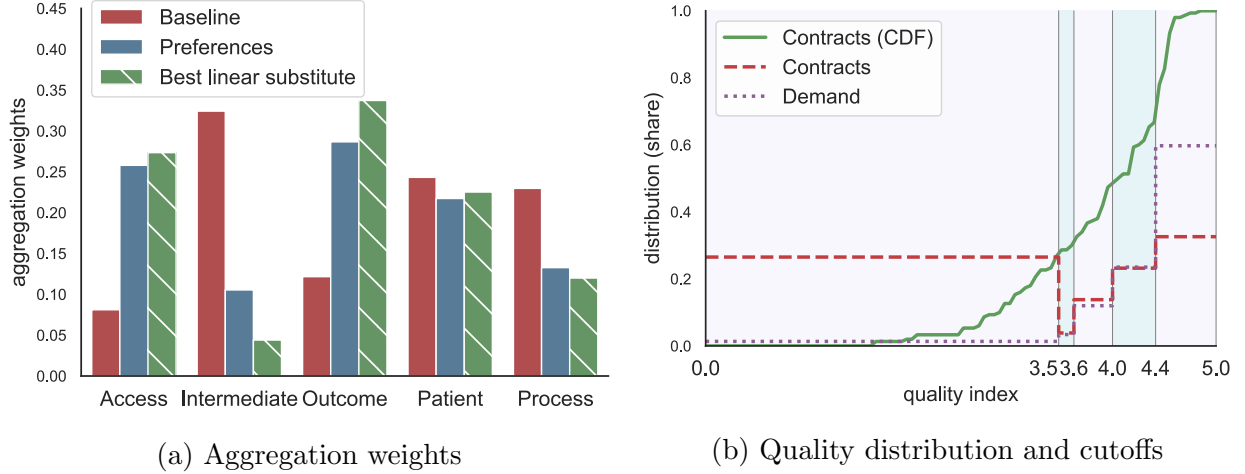 0.45
0.40
0.35
0.30
0.25
0.20
0.15
0.10
0.05
0.00
aggregation weights
Baseline
Preferences
Best linear substitute
Access Intermediate Outcome Patient Process
(a) Aggregation weights
1.0
0.8
0.6
0.4
0.2
0.0
distribution (share)
Contracts (CDF)
Contracts
Demand
0.0 3.5 3.6 4.0 4.4 5.0
quality index
(b) Quality distribution and cutoffs